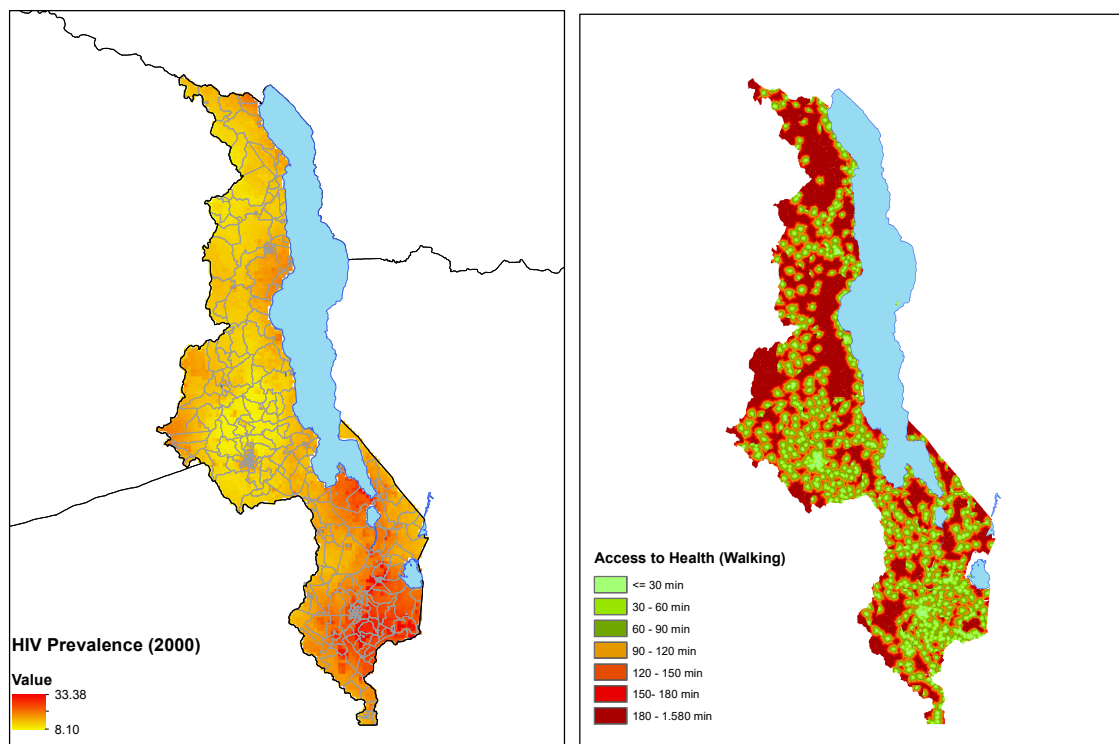 HIV Prevalence (2000)
Value
33.38
8.10
Access to Health (Walking)
<= 30 min
30 - 60 min
60 - 90 min
90 - 120 min
120 - 150 min
150- 180 min
180 - 1.580 min